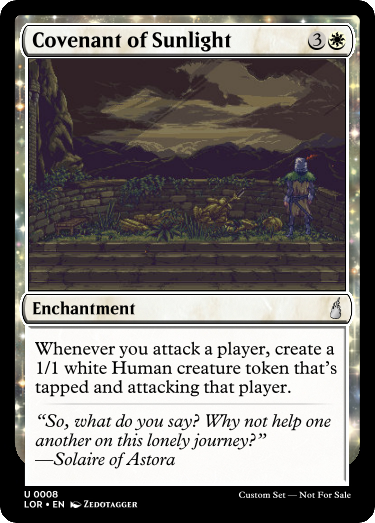 Covenant of Sunlight 3
Enchantment
Whenever you attack a player, create a
1/1 white Human creature token that's
tapped and attacking that player.
“So, what do you say? Why not help one
another on this lonely journey?”
—Solaire of Astora
U 0008
LOR • EN ZEDOTAGGER
Custom Set — Not For Sale